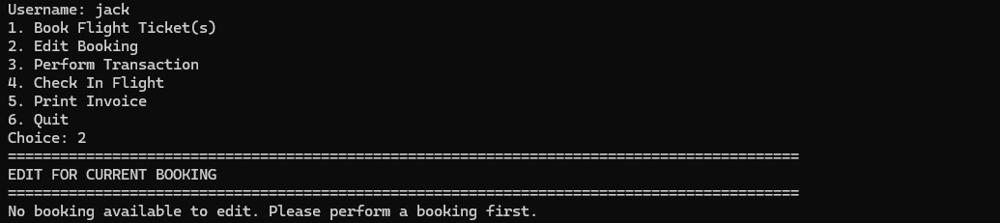 Username: jack
1. Book Flight Ticket(s)
2. Edit Booking
3. Perform Transaction
4. Check In Flight
5. Print Invoice
6. Quit
Choice: 2
===========================================================================================
EDIT FOR CURRENT BOOKING
===========================================================================================
No booking available to edit. Please perform a booking first.